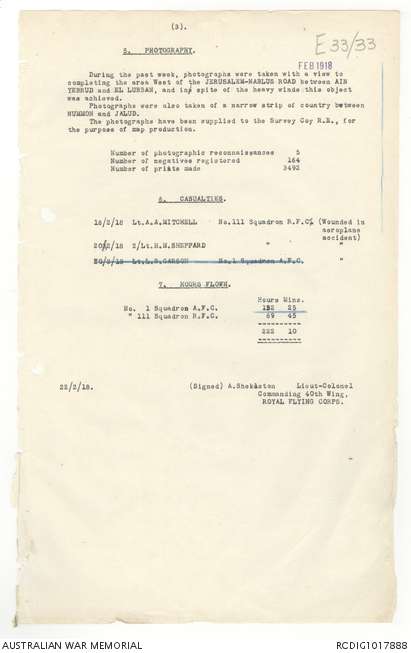 (3).
E 33/33
FEB 1918
5. PHOTOGRAPHY.
During the past week, photographs were taken with a view to
completing the area West of the JERUSALEM-NABLUS ROAD between AIN
YEBRUD and EL LUBBAN, and in spite of the heavy winds this object
was achieved.
Photographs were also taken of a narrow strip of country between
NUMMON and JALUD.
The photographs have been supplied to the Survey Coy R.E., for
the purpose of map production.
Number of photographic reconnaissances 5
Number of negatives registered 164
Number of prints made 3492
6. CASUALTIES.
18/2/18 Lt.A.A.MITCHELL No.111 Squadron R.F.C. (Wounded in
aeroplane
accident)
20/2/18 2/Lt.H.H.SHEPPARD " "
20/2/18 Lt.L.S. No.1 Squadron A.F.C. "
7. HOURS FLOWN.
Hours Mins.
No. 1 Squadron A.F.C. 152 25
" 111 Squadron R.F.C. 69 45
222 10
22/2/18. (Signed) A.Shekleton Lieut-Colonel
Commanding 40th Wing,
ROYAL FLYING CORPS.
AUSTRALIAN WAR MEMORIAL RCDIG1017888